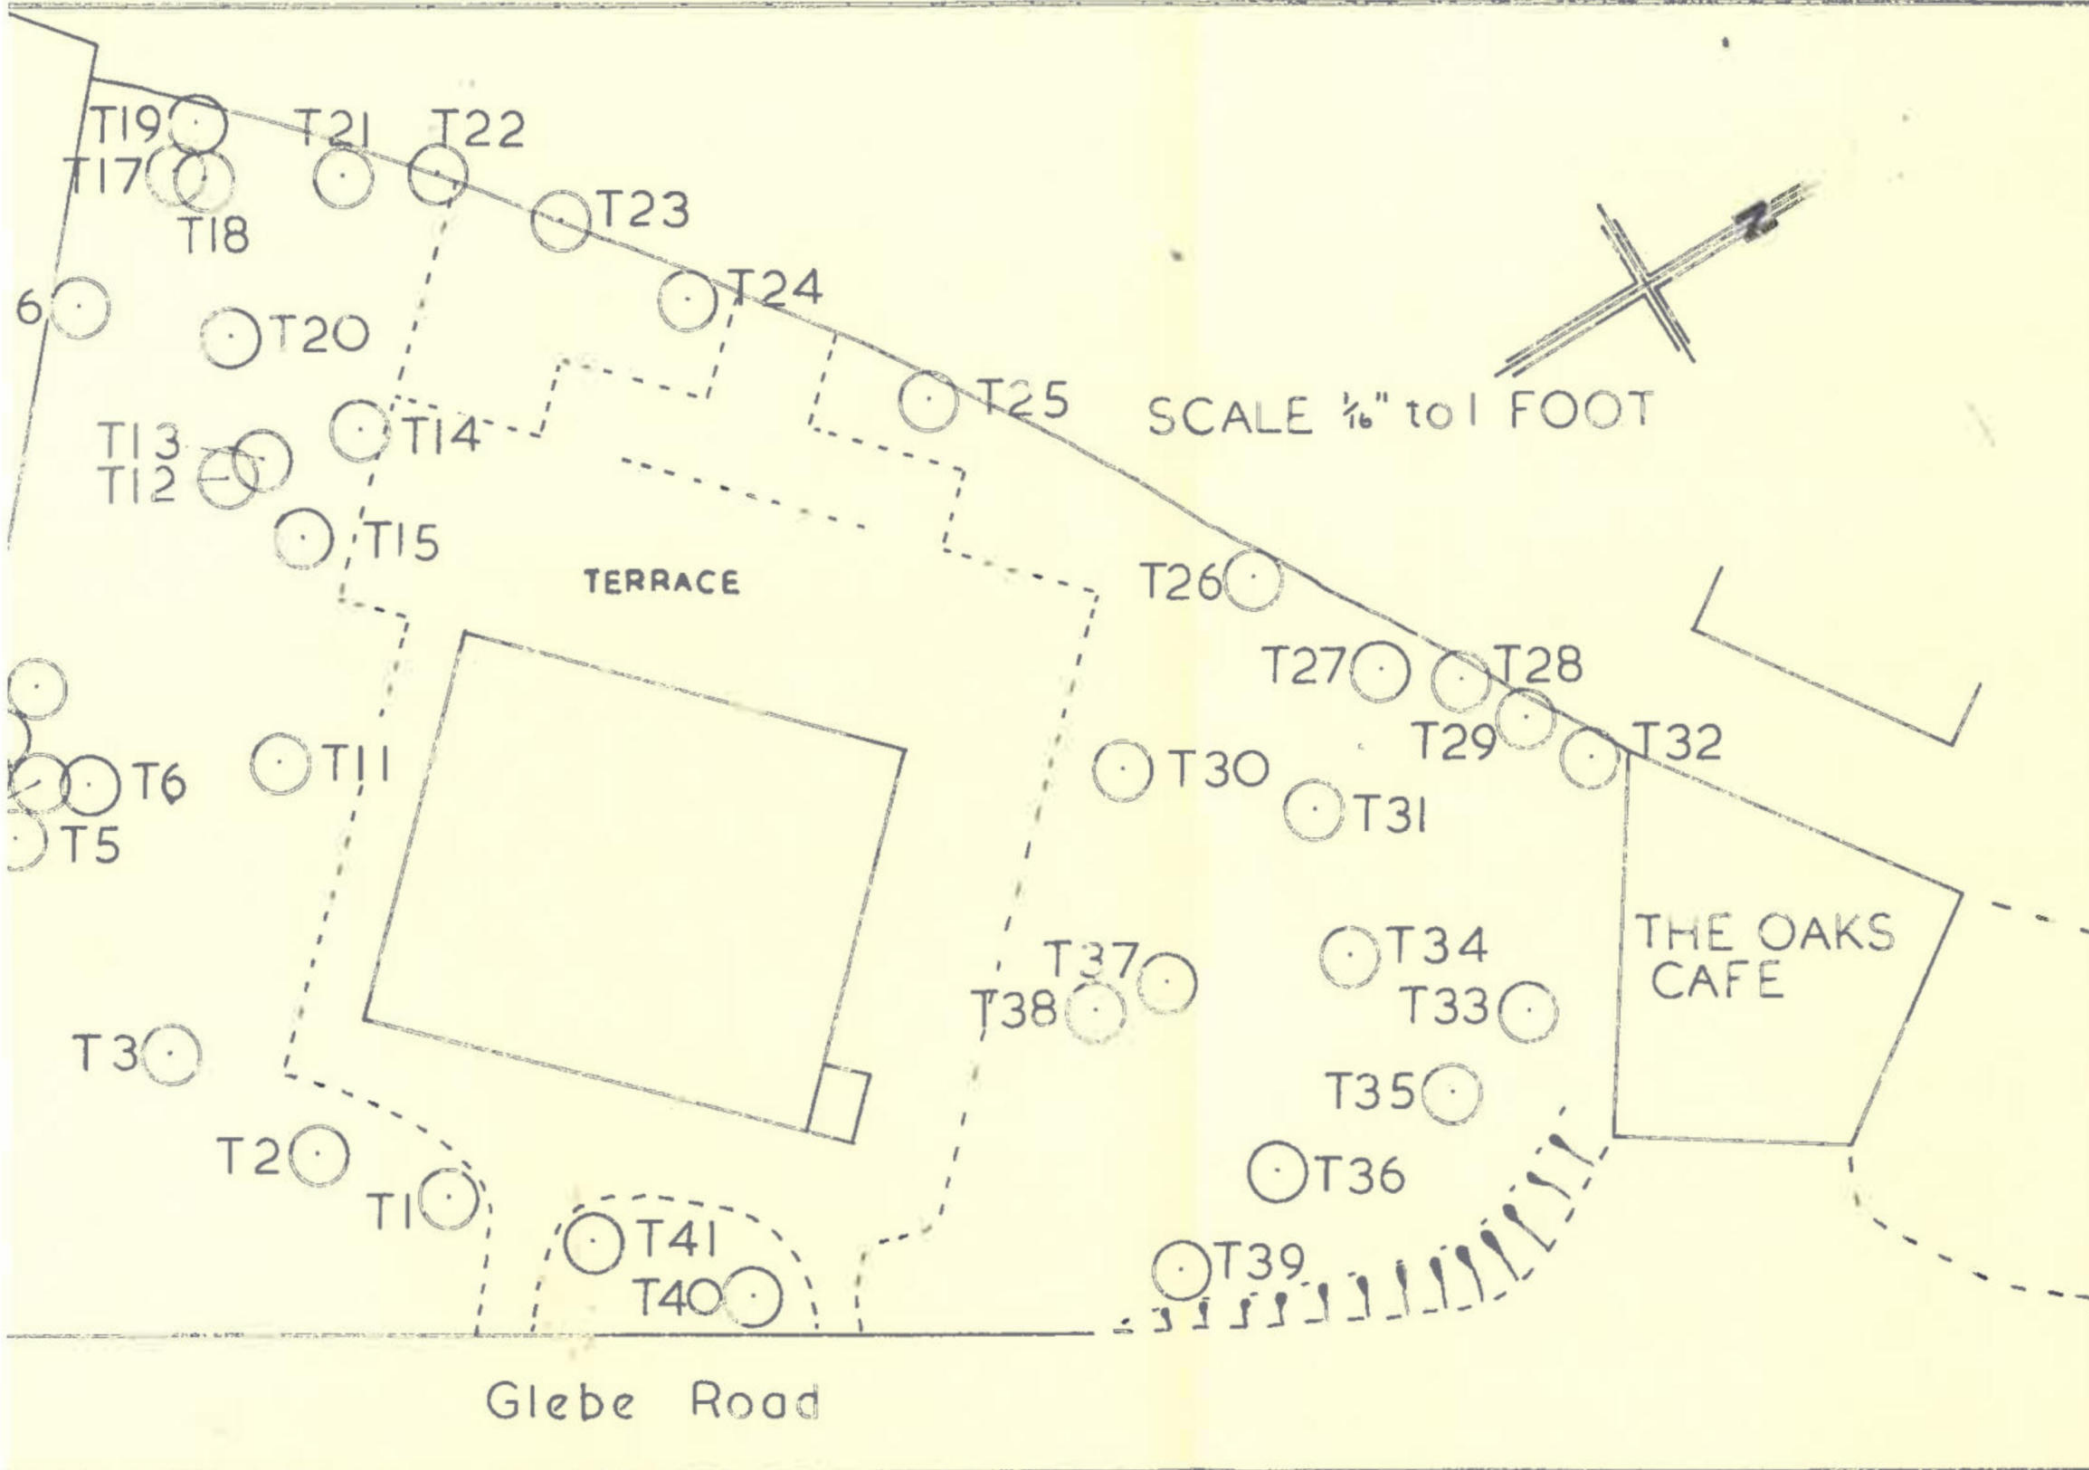 T19
T21
T22
T17
T18
T23
T24
6
T20
T25
SCALE 1/16" to 1 FOOT
N
T13
T12
T14
T15
TERRACE
T26
T27
T28
T29
T32
T11
T6
T5
T30
T31
T37
T38
T34
T33
THE OAKS
CAFE
T3
T35
T2
T1
T36
T41
T40
T39
Glebe Road